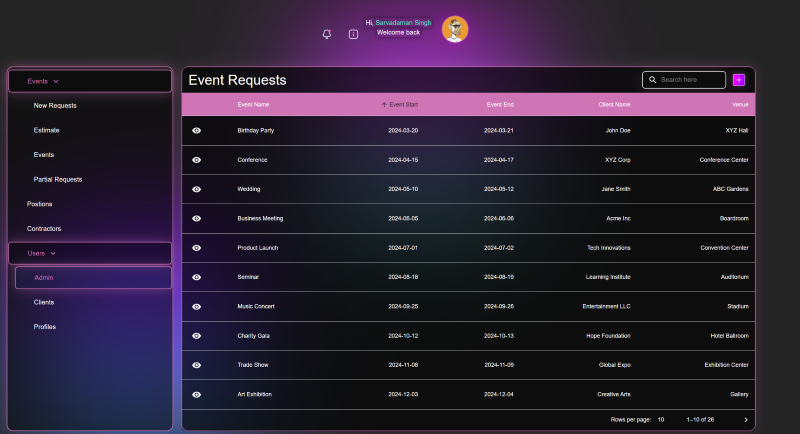 Hi, Sarvadaman Singh
Welcome back
Events
New Requests
Estimate
Events
Partial Requests
Postions
Contractors
Users
Admin
Clients
Profiles
Event Requests
Search here
Event Name Event Start Event End Client Name Venue
Birthday Party 2024-03-20 2024-03-21 John Doe XYZ Hall
Conference 2024-04-15 2024-04-17 XYZ Corp Conference Center
Wedding 2024-05-10 2024-05-12 Jane Smith ABC Gardens
Business Meeting 2024-06-05 2024-06-06 Acme Inc Boardroom
Product Launch 2024-07-01 2024-07-02 Tech Innovations Convention Center
Seminar 2024-08-18 2024-08-19 Learning Institute Auditorium
Music Concert 2024-09-25 2024-09-26 Entertainment LLC Stadium
Charity Gala 2024-10-12 2024-10-13 Hope Foundation Hotel Ballroom
Trade Show 2024-11-08 2024-11-09 Global Expo Exhibition Center
Art Exhibition 2024-12-03 2024-12-04 Creative Arts Gallery
Rows per page: 10 1–10 of 26